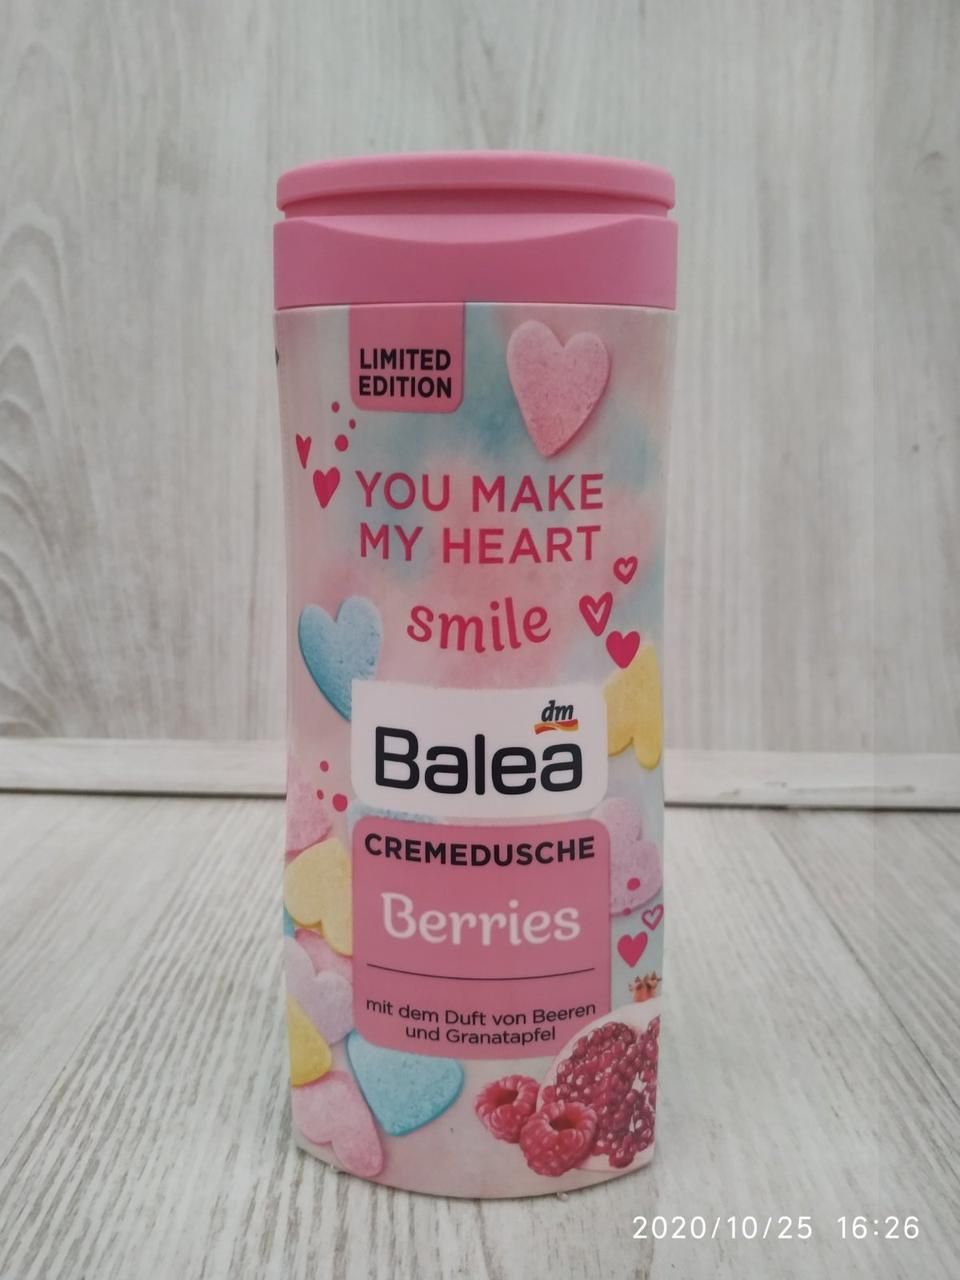 LIMITED
EDITION
YOU MAKE
MY HEART
smile
dm
Balea
CREMEDUSCHE
Berries
mit dem Duft von Beeren
und Granatapfel
2020/10/25 16:26